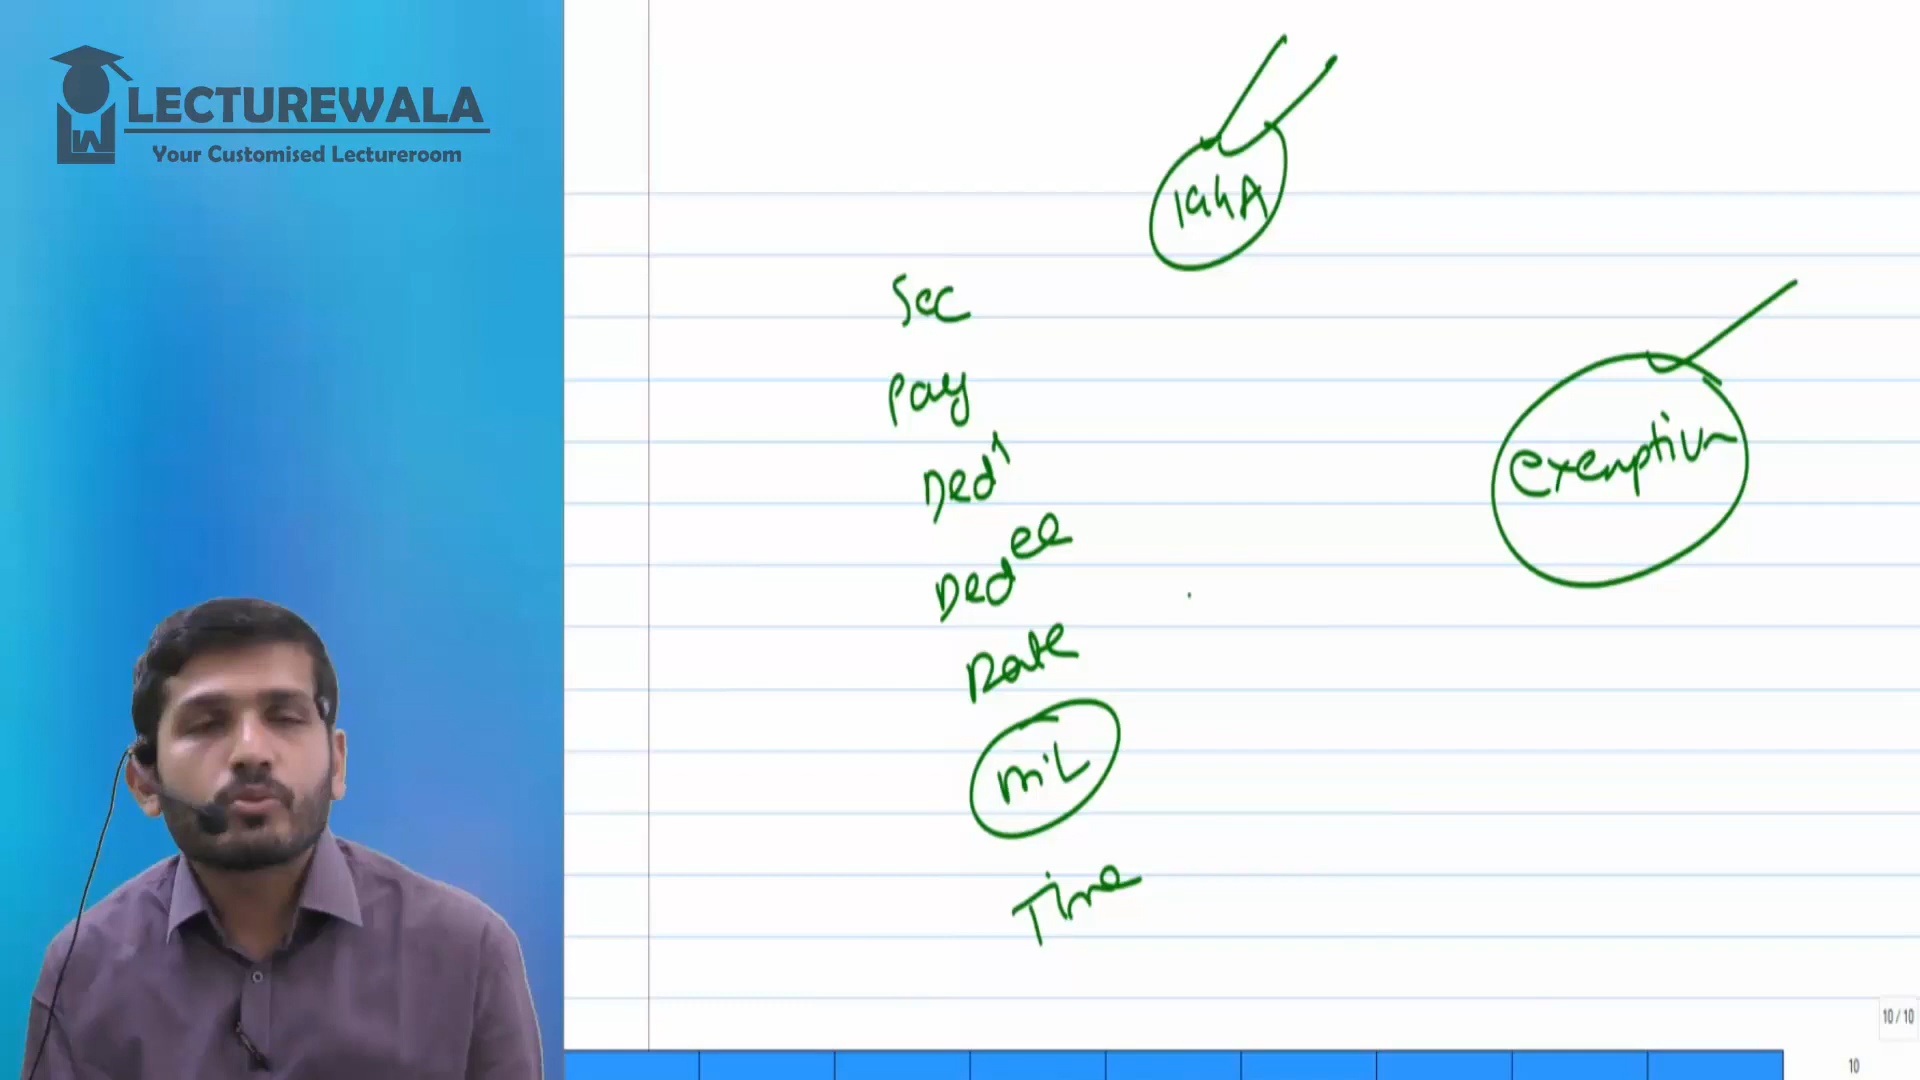 LECTUREWALA
Your Customised Lectureroom
194A
Sec
Pay
Ded r
Ded ee
Rate
exemption
Time
10 / 10
10